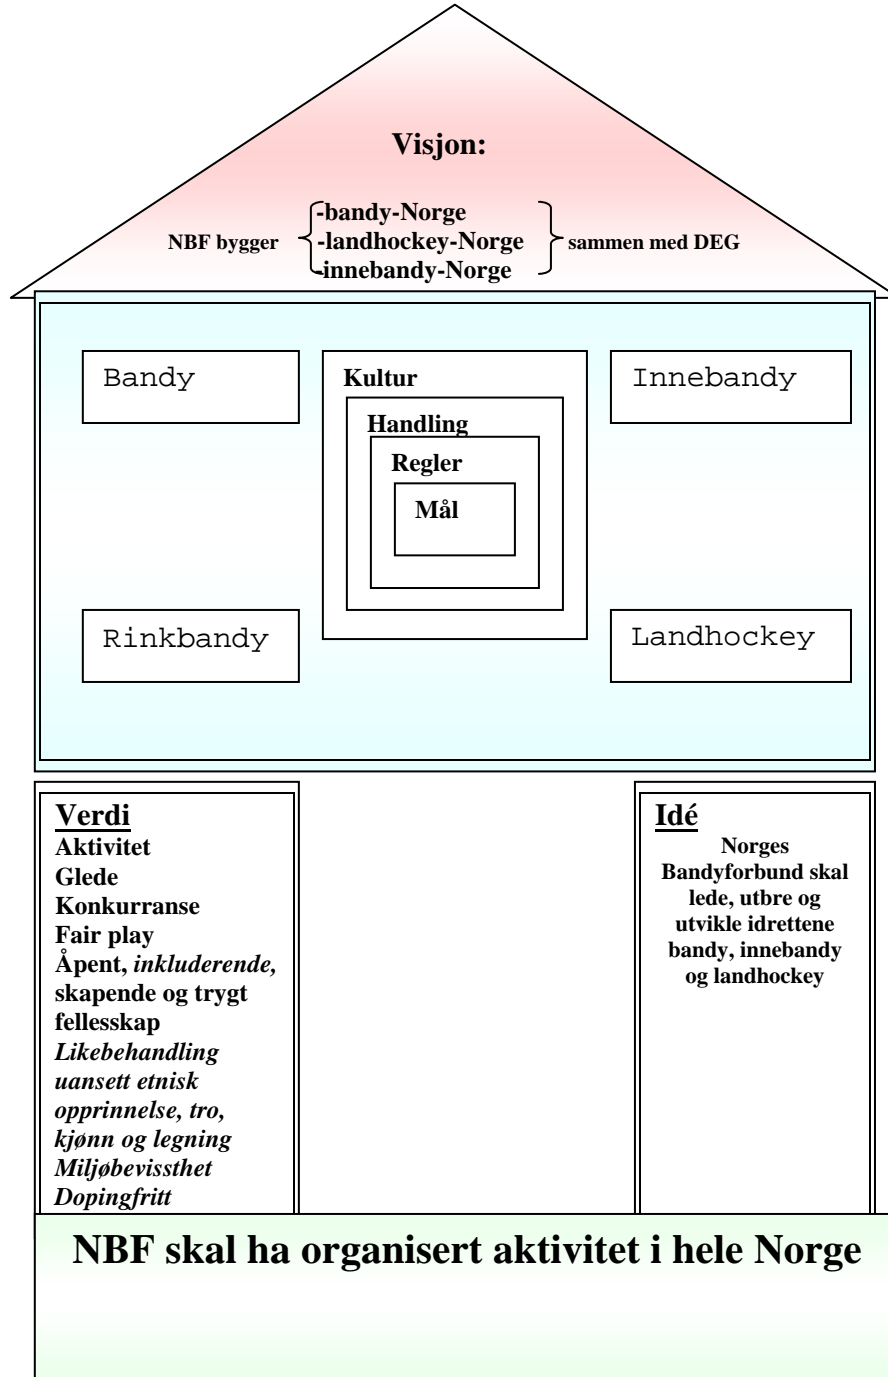 Visjon:
-bandy-Norge
NBF bygger -landhockey-Norge sammen med DEG
-innebandy-Norge
Bandy
Kultur
Innebandy
Handling
Regler
Mål
Rinkbandy
Landhockey
Verdi
Aktivitet
Glede
Konkurranse
Fair play
Åpent, inkluderende,
skapende og trygt
fellesskap
Likebehandling
uansett etnisk
opprinnelse, tro,
kjønn og legning
Miljøbevissthet
Dopingfritt
Idé
Norges
Bandyforbund skal
lede, utbre og
utvikle idrettene
bandy, innebandy
og landhockey
NBF skal ha organisert aktivitet i hele Norge